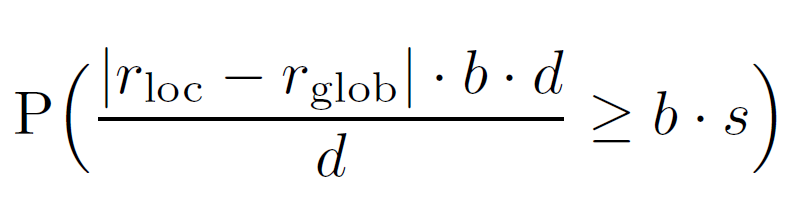 P(|r_loc − r_glob| · b · d / d ≥ b · s)